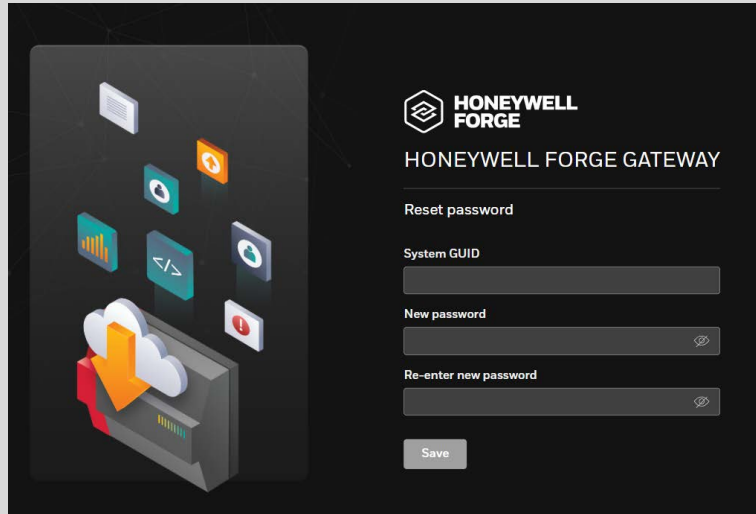 HONEYWELL
FORGE
HONEYWELL FORGE GATEWAY
Reset password
System GUID
New password
Re-enter new password
Save
</>